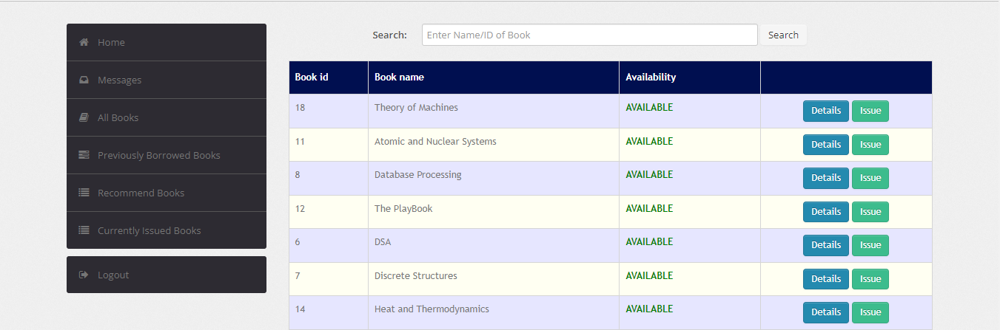 Home
Messages
All Books
Previously Borrowed Books
Recommend Books
Currently Issued Books
Logout
Search: Enter Name/ID of Book Search
Book id Book name Availability
18 Theory of Machines AVAILABLE Details Issue
11 Atomic and Nuclear Systems AVAILABLE Details Issue
8 Database Processing AVAILABLE Details Issue
12 The PlayBook AVAILABLE Details Issue
6 DSA AVAILABLE Details Issue
7 Discrete Structures AVAILABLE Details Issue
14 Heat and Thermodynamics AVAILABLE Details Issue